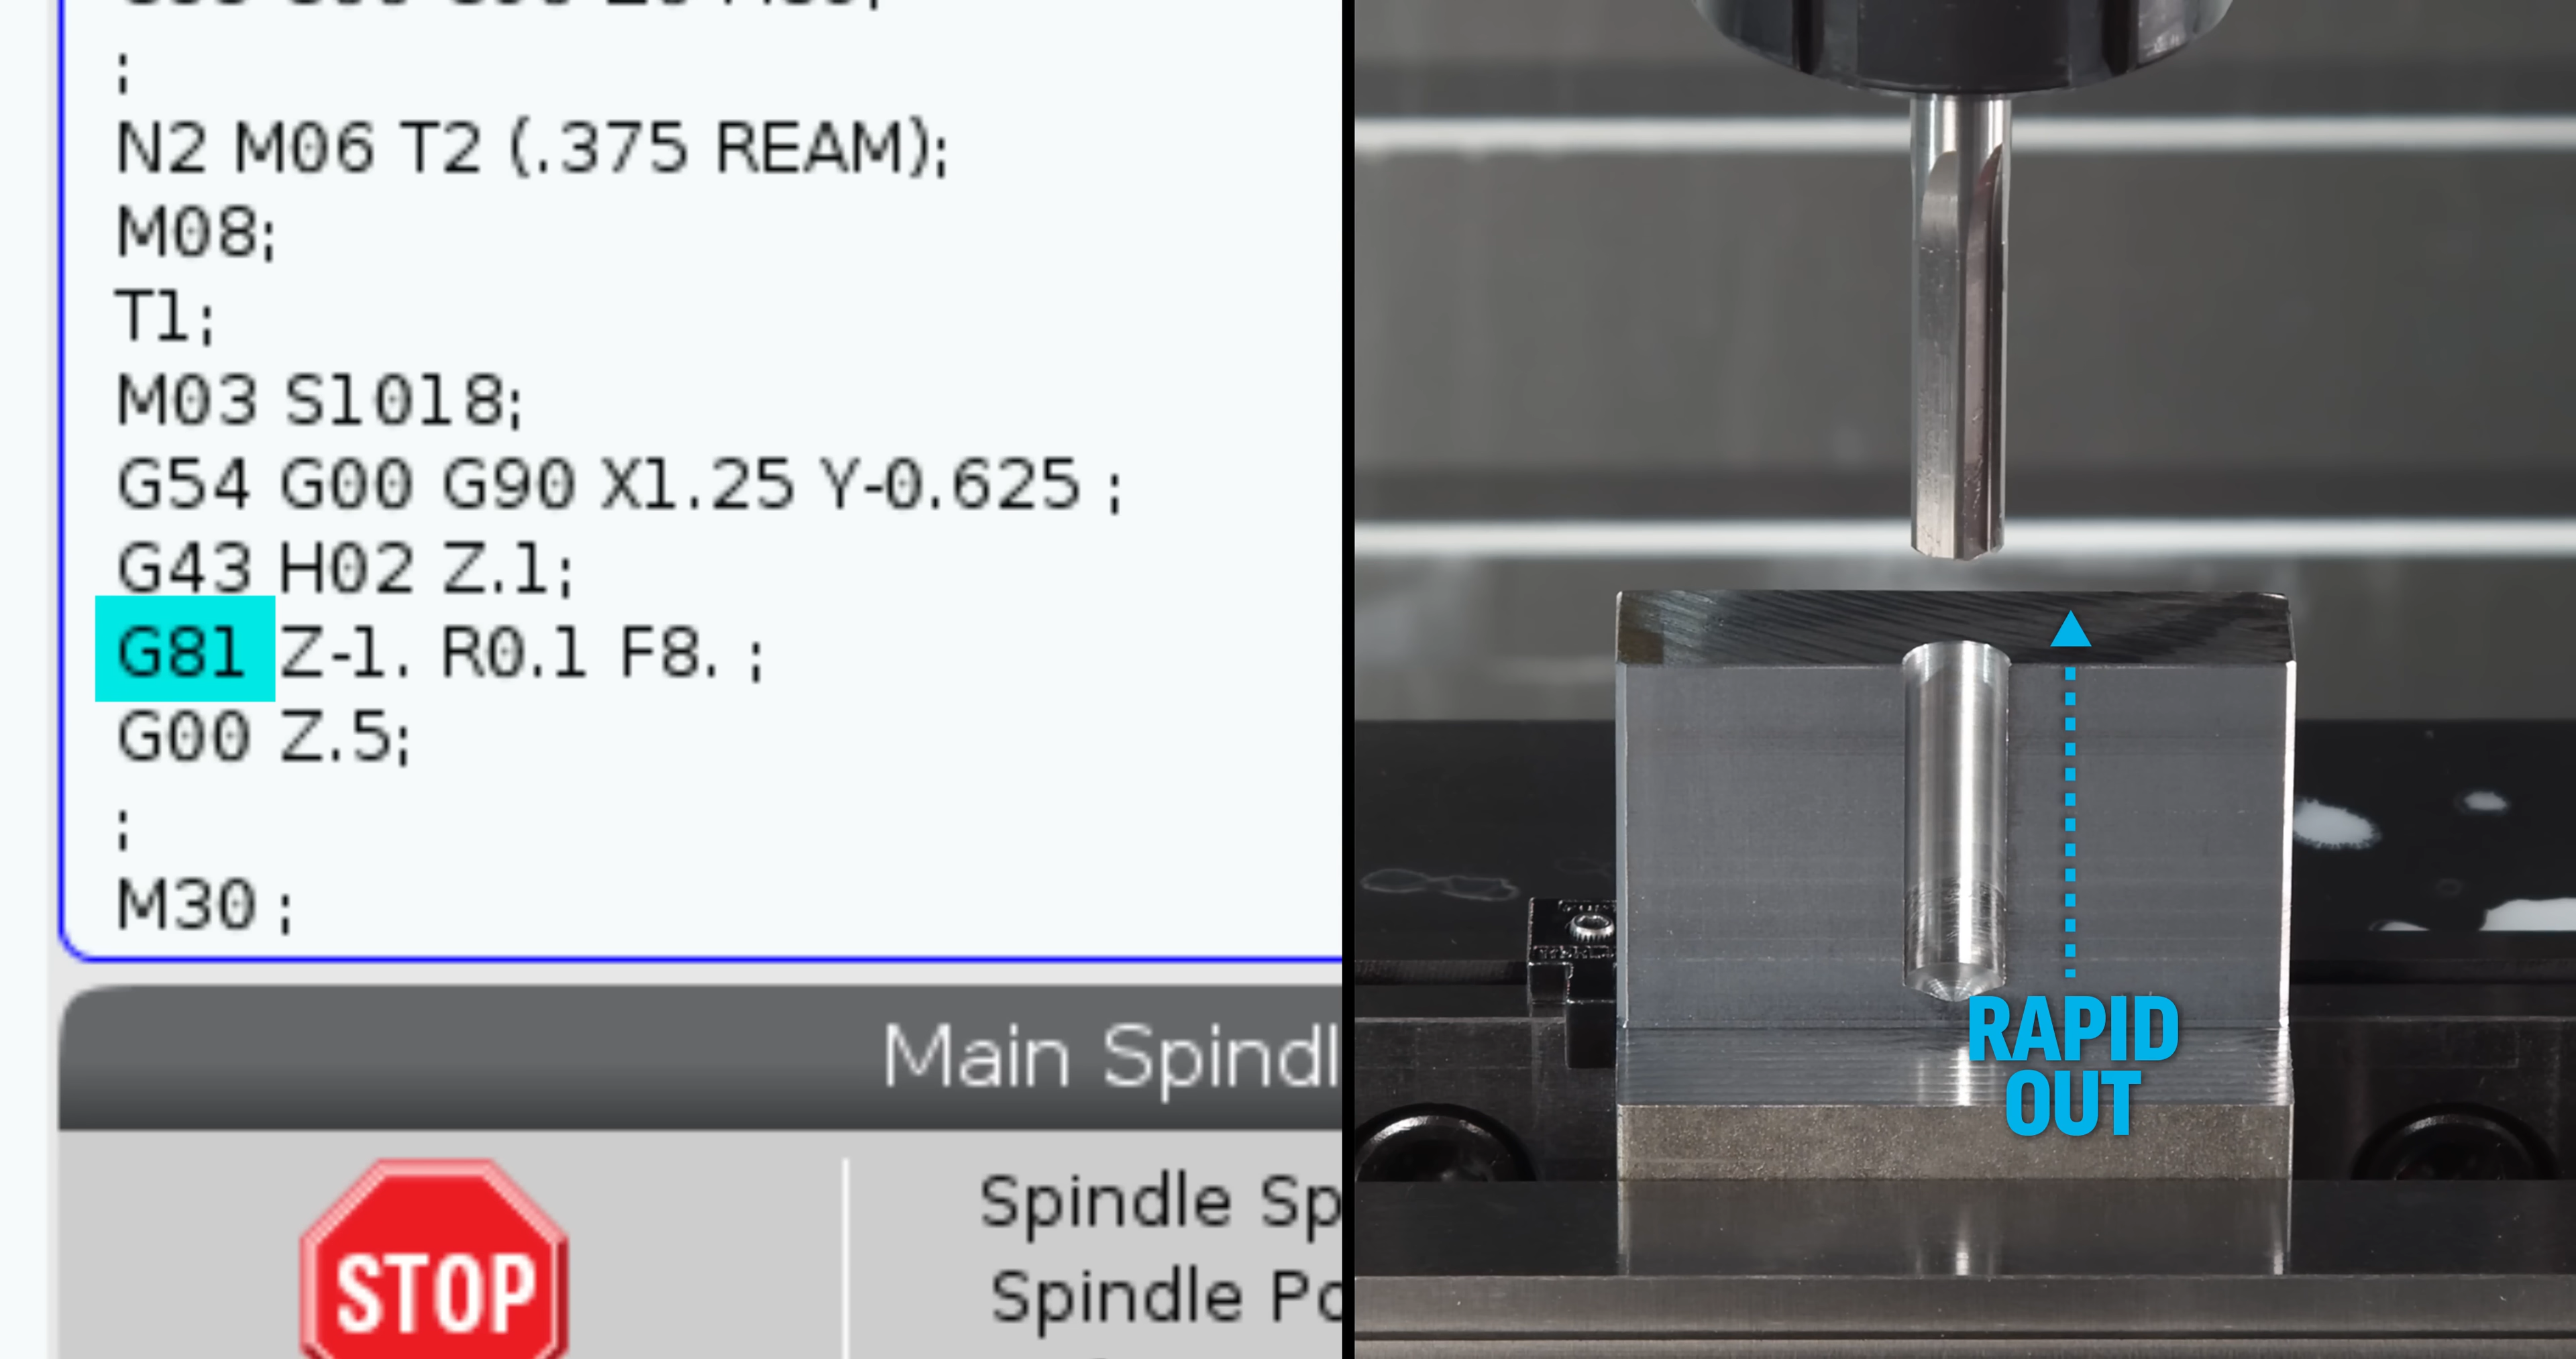 ;
N2 M06 T2 (.375 REAM);
M08;
T1;
M03 S1018;
G54 G00 G90 X1.25 Y-0.625 ;
G43 H02 Z.1;
G81 Z-1. R0.1 F8. ;
G00 Z.5;
;
M30 ;
Main Spindl
STOP
Spindle Sp
Spindle Po
RAPID
OUT